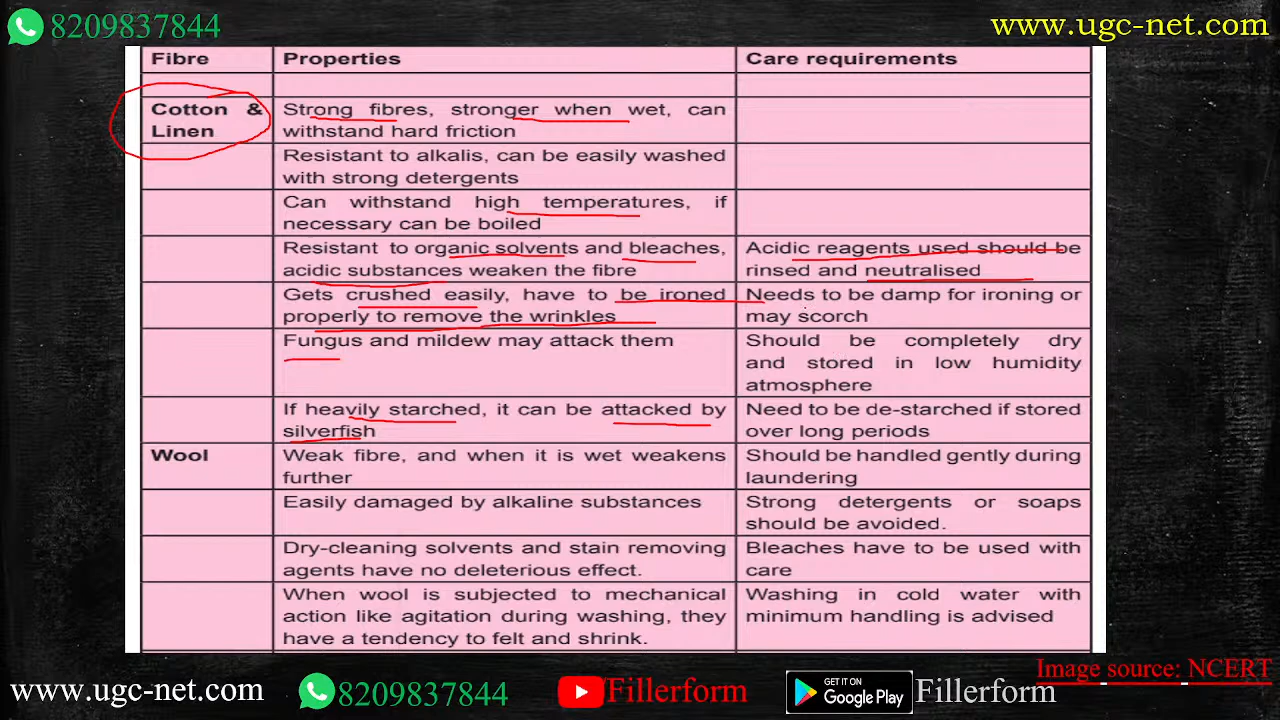 8209837844
www.ugc-net.com
Fibre
Properties
Care requirements
Cotton &
Linen
Strong fibres, stronger when wet, can
withstand hard friction
Resistant to alkalis, can be easily washed
with strong detergents
Can withstand high temperatures, if
necessary can be boiled
Resistant to organic solvents and bleaches,
acidic substances weaken the fibre
Acidic reagents used should be
rinsed and neutralised
Gets crushed easily, have to be ironed
properly to remove the wrinkles
Needs to be damp for ironing or
may scorch
Fungus and mildew may attack them
Should be completely dry
and stored in low humidity
atmosphere
If heavily starched, it can be attacked by
silverfish
Need to be de-starched if stored
over long periods
Wool
Weak fibre, and when it is wet weakens
further
Should be handled gently during
laundering
Easily damaged by alkaline substances
Strong detergents or soaps
should be avoided.
Dry-cleaning solvents and stain removing
agents have no deleterious effect.
Bleaches have to be used with
care
When wool is subjected to mechanical
action like agitation during washing, they
have a tendency to felt and shrink.
Washing in cold water with
minimum handling is advised
Image source: NCERT
www.ugc-net.com
8209837844
Fillerform
GET IT ON
Google Play
Fillerform